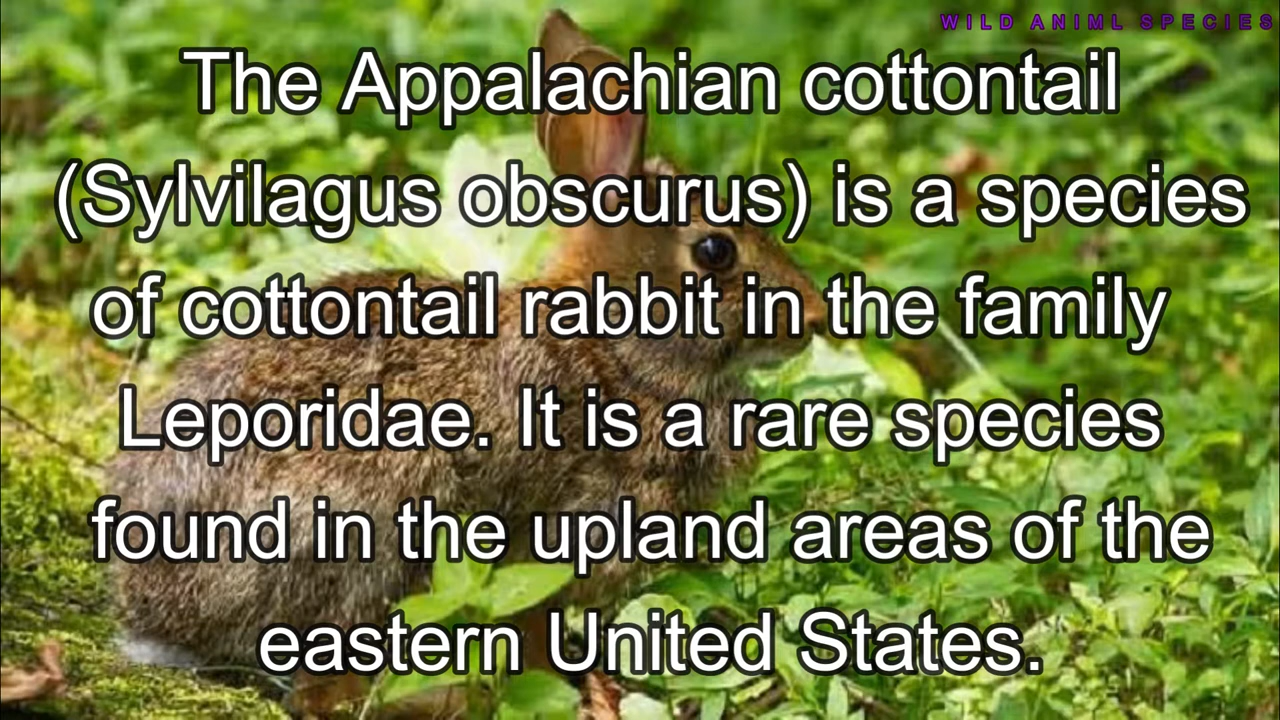 WILD ANIML SPECIES
The Appalachian cottontail
(Sylvilagus obscurus) is a species
of cottontail rabbit in the family
Leporidae. It is a rare species
found in the upland areas of the
eastern United States.